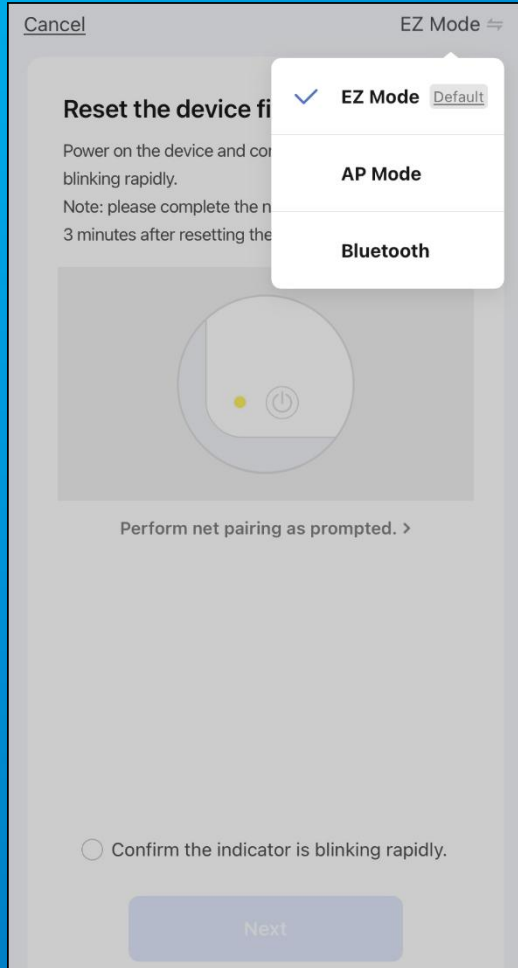 Cancel
EZ Mode
EZ Mode Default
AP Mode
Bluetooth
Reset the device fi
Power on the device and con
blinking rapidly.
Note: please complete the n
3 minutes after resetting the
Perform net pairing as prompted. >
Confirm the indicator is blinking rapidly.
Next